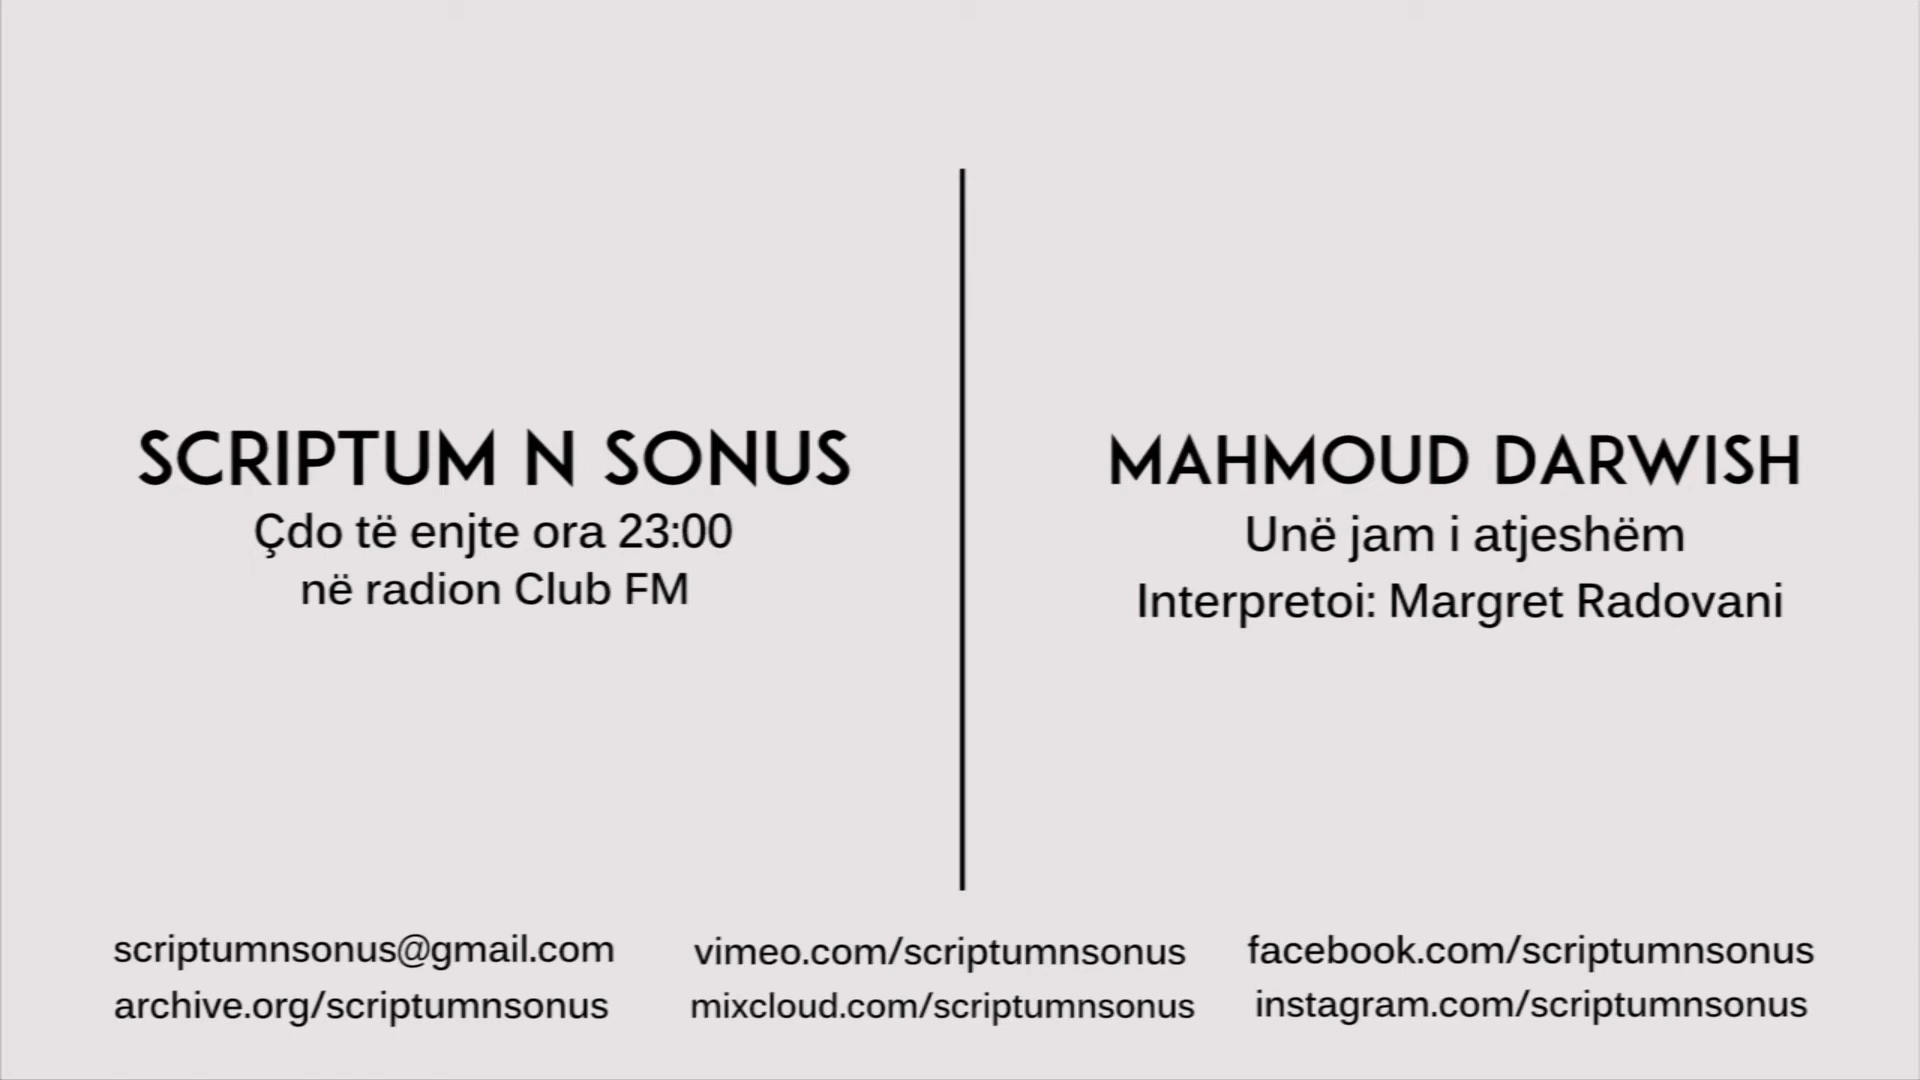 SCRIPTUM N SONUS
Çdo të enjte ora 23:00
në radion Club FM
MAHMOUD DARWISH
Unë jam i atjeshëm
Interpretoi: Margret Radovani
scriptumnsonus@gmail.com
archive.org/scriptumnsonus
vimeo.com/scriptumnsonus
mixcloud.com/scriptumnsonus
facebook.com/scriptumnsonus
instagram.com/scriptumnsonus